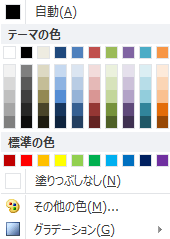 自動(A)
テーマの色
標準の色
塗りつぶしなし(N)
その他の色(M)...
グラデーション(G)